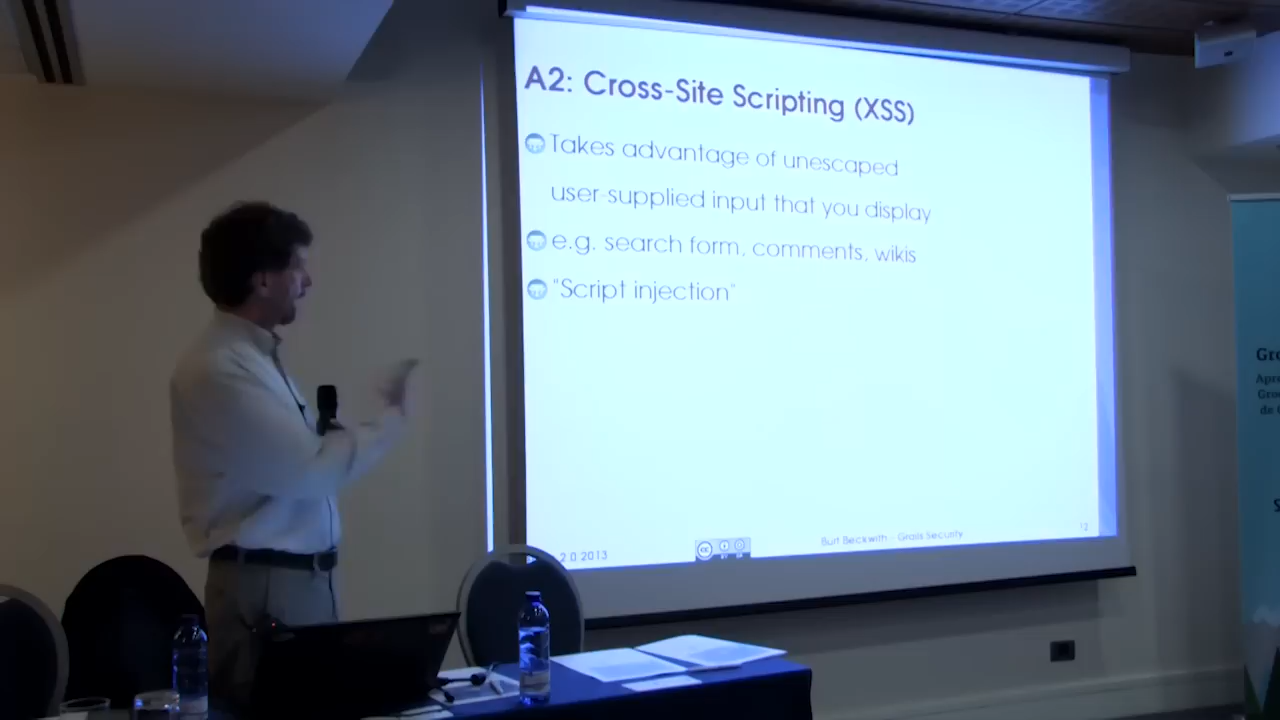 A2: Cross-Site Scripting (XSS)
Takes advantage of unescaped
user-supplied input that you display
e.g. search form, comments, wikis
"Script injection"
2.0 2013
cc
Burt Beckwith - Grails Security
12